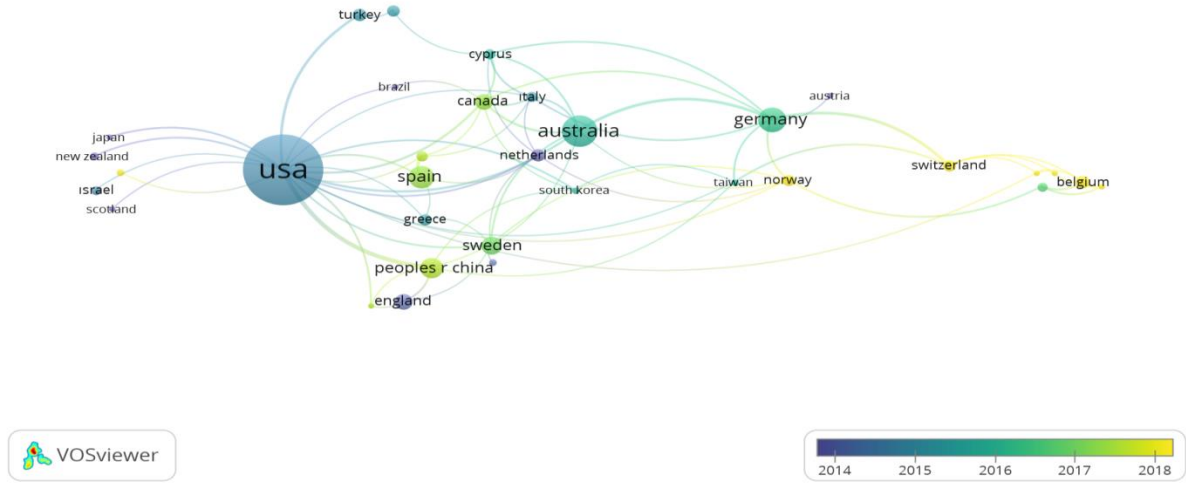 turkey
cyprus
brazil
canada
italy
austria
germany
australia
japan
new zealand
netherlands
usa
switzerland
spain
israel
south korea
taiwan
norway
belgium
scotland
greece
sweden
peoples r china
england
VOSviewer
2014 2015 2016 2017 2018